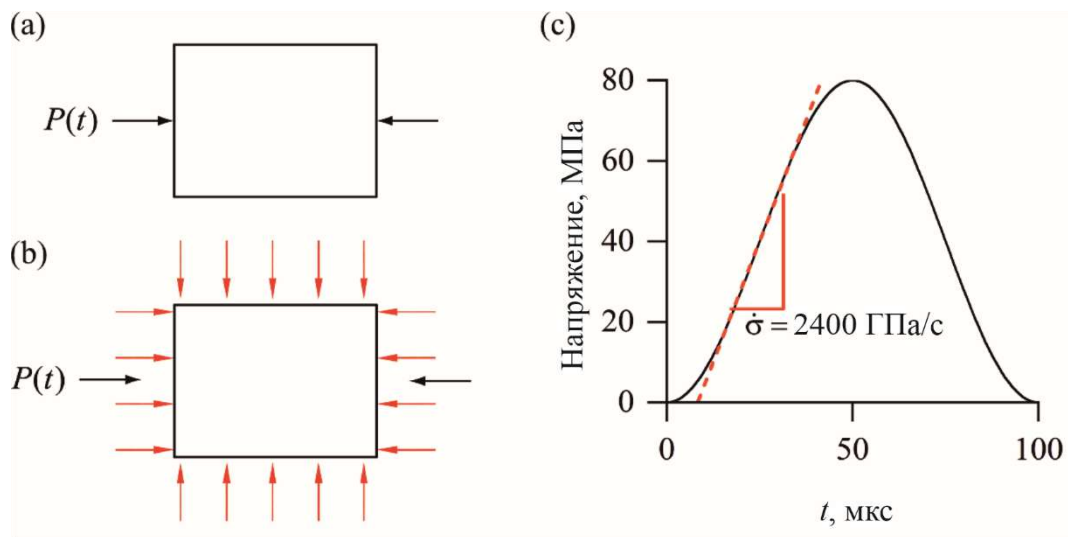 (a)
P(t)
(b)
P(t)
(c)
Напряжение, МПа
80
60
40
20
0
σ̇ = 2400 ГПа/с
0
50
100
t, мкс